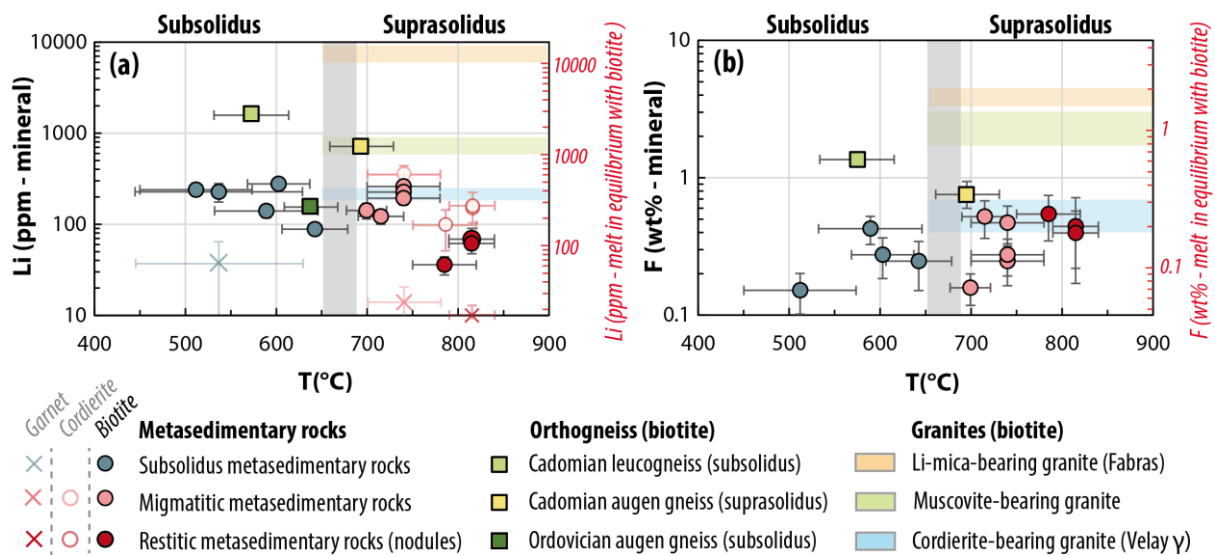 Subsolidus
Suprasolidus
(a)
Li (ppm - mineral)
10000
1000
100
10
400
500
600
700
800
900
T(°C)
10000
1000
100
Li (ppm - melt in equilibrium with biotite)
Subsolidus
Suprasolidus
(b)
F (wt% - mineral)
10
1
0.1
400
500
600
700
800
900
T(°C)
1
0.1
F (wt% - melt in equilibrium with biotite)
Garnet
Cordierite
Biotite
Metasedimentary rocks
Subsolidus metasedimentary rocks
Migmatitic metasedimentary rocks
Restitic metasedimentary rocks (nodules)
Orthogneiss (biotite)
Cadomian leucogneiss (subsolidus)
Cadomian augen gneiss (suprasolidus)
Ordovician augen gneiss (subsolidus)
Granites (biotite)
Li-mica-bearing granite (Fabras)
Muscovite-bearing granite
Cordierite-bearing granite (Velay γ)